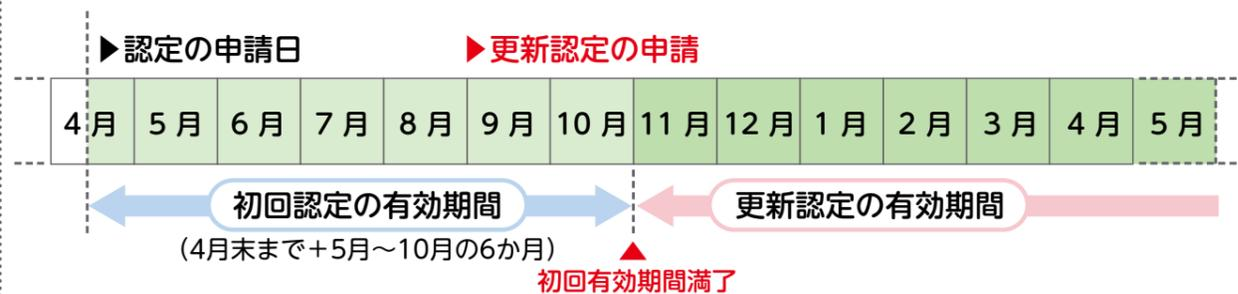 ▶認定の申請日 ▶更新認定の申請
4月 5月 6月 7月 8月 9月 10月 11月 12月 1月 2月 3月 4月 5月
初回認定の有効期間 更新認定の有効期間
（4月末まで＋5月〜10月の6か月）
▲
初回有効期間満了